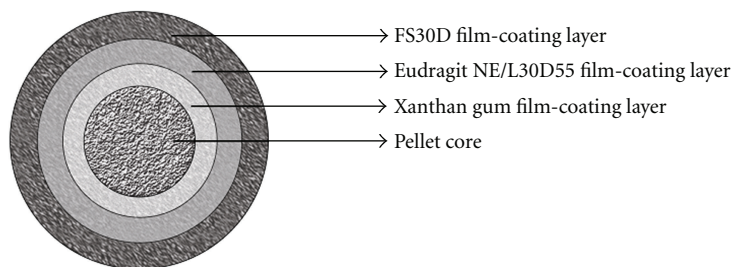 FS30D film-coating layer
Eudragit NE/L30D55 film-coating layer
Xanthan gum film-coating layer
Pellet core